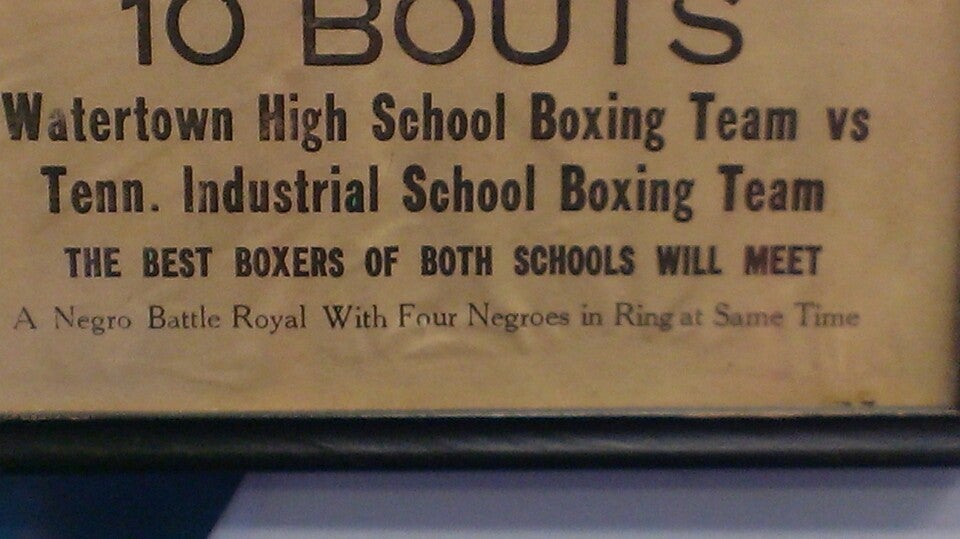 10 BOUTS
Watertown High School Boxing Team vs
Tenn. Industrial School Boxing Team
THE BEST BOXERS OF BOTH SCHOOLS WILL MEET
A Negro Battle Royal With Four Negroes in Ring at Same Time